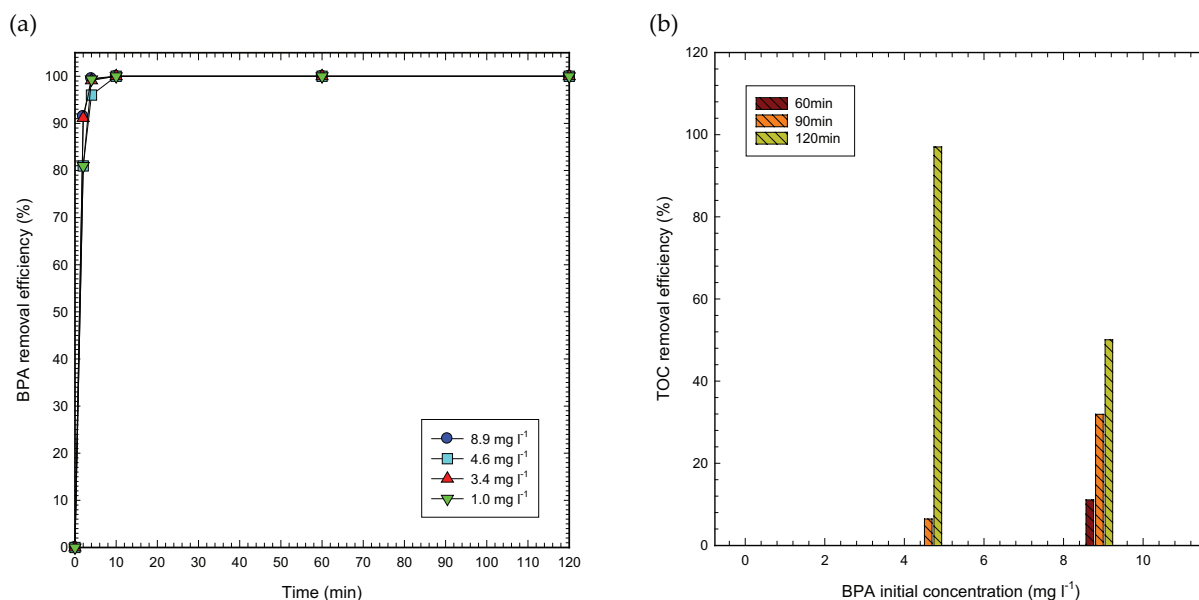 (a)
BPA removal efficiency (%)
100
90
80
70
60
50
40
30
20
10
0
0 10 20 30 40 50 60 70 80 90 100 110 120
Time (min)
8.9 mg l⁻¹
4.6 mg l⁻¹
3.4 mg l⁻¹
1.0 mg l⁻¹
(b)
TOC removal efficiency (%)
120
100
80
60
40
20
0
0 2 4 6 8 10
BPA initial concentration (mg l⁻¹)
60min
90min
120min